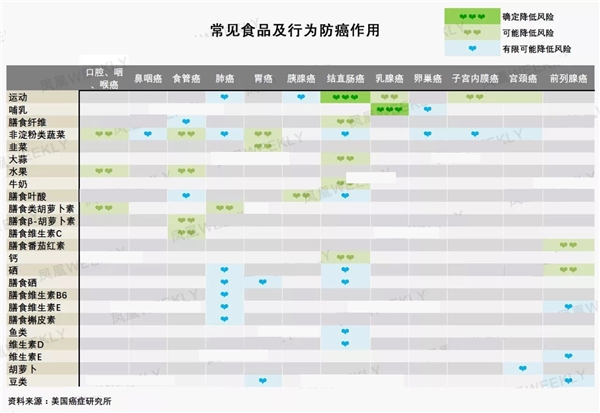 常见食品及行为防癌作用
确定降低风险
可能降低风险
有限可能降低风险
口腔、咽、喉癌 鼻咽癌 食管癌 肺癌 胃癌 胰腺癌 结直肠癌 乳腺癌 卵巢癌 子宫内膜癌 宫颈癌 前列腺癌
运动
哺乳
膳食纤维
非淀粉类蔬菜
韭菜
大蒜
水果
牛奶
膳食叶酸
膳食类胡萝卜素
膳食β-胡萝卜素
膳食维生素C
膳食番茄红素
钙
硒
膳食硒
膳食维生素B6
膳食维生素E
膳食槲皮素
鱼类
维生素D
维生素E
胡萝卜
豆类
资料来源：美国癌症研究所
凤凰WEEKLY